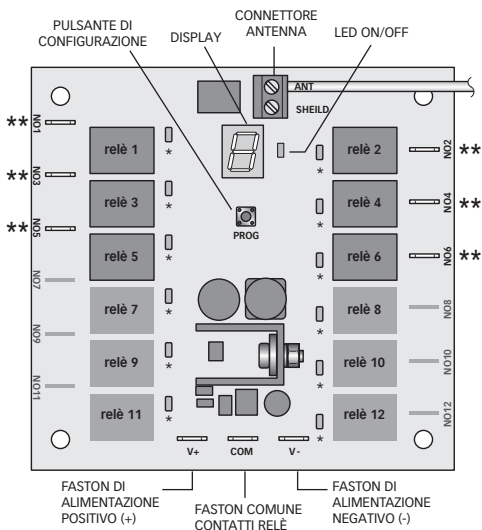 CONNETTORE
ANTENNA
PULSANTE DI
CONFIGURAZIONE
DISPLAY
LED ON/OFF
ANT
SHEILD
** NO1
relè 1
*
relè 2
*
NO2 **
** NO3
relè 3
*
relè 4
*
NO4 **
** NO5
relè 5
*
PROG
relè 6
*
NO6 **
NO7
relè 7
*
relè 8
*
NO8
NO9
relè 9
*
relè 10
*
NO10
NO11
relè 11
*
relè 12
*
NO12
V+
COM
V-
FASTON DI
ALIMENTAZIONE
POSITIVO (+)
FASTON COMUNE
CONTATTI RELÈ
FASTON DI
ALIMENTAZIONE
NEGATIVO (-)